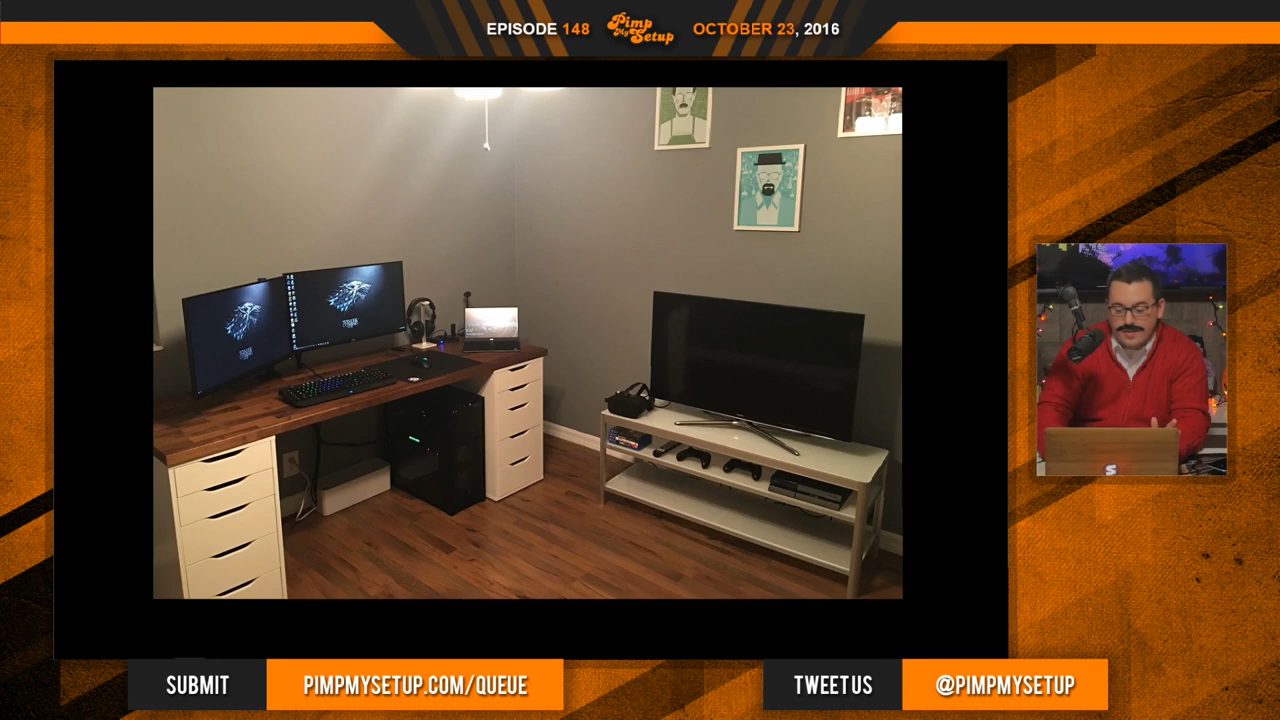 EPISODE 148
Pimp
My
Setup
OCTOBER 23, 2016
S
SUBMIT
PIMPMYSETUP.COM/QUEUE
TWEET US
@PIMPMYSETUP